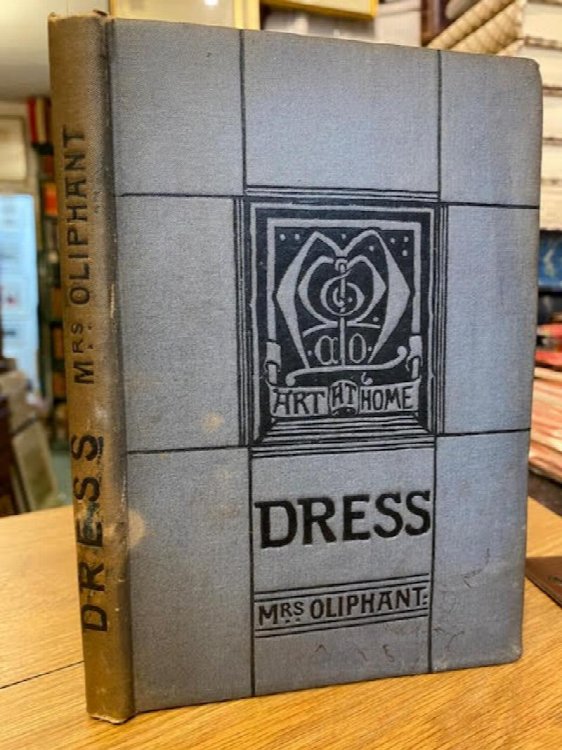 DRESS Mrs OLIPHANT
ART AT HOME
DRESS
Mrs OLIPHANT: